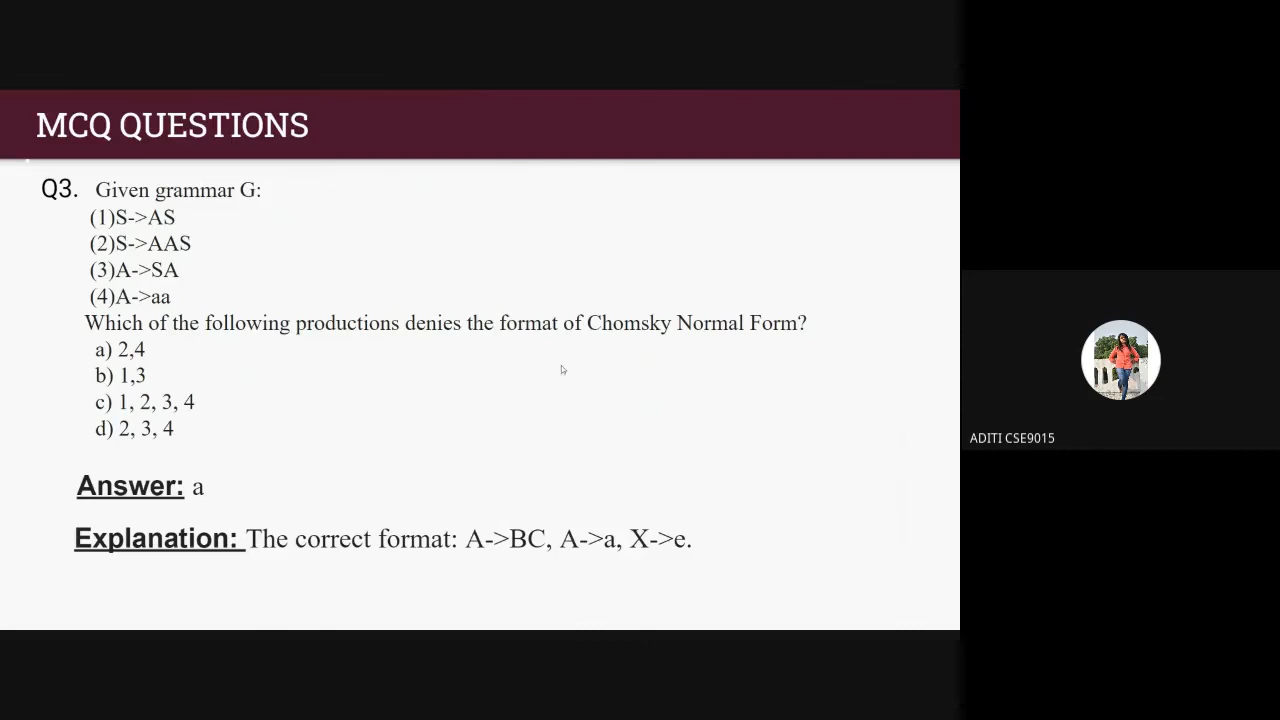 MCQ QUESTIONS
Q3. Given grammar G:
(1)S->AS
(2)S->AAS
(3)A->SA
(4)A->aa
Which of the following productions denies the format of Chomsky Normal Form?
a) 2,4
b) 1,3
c) 1, 2, 3, 4
d) 2, 3, 4
Answer: a
Explanation: The correct format: A->BC, A->a, X->e.
ADITI CSE9015